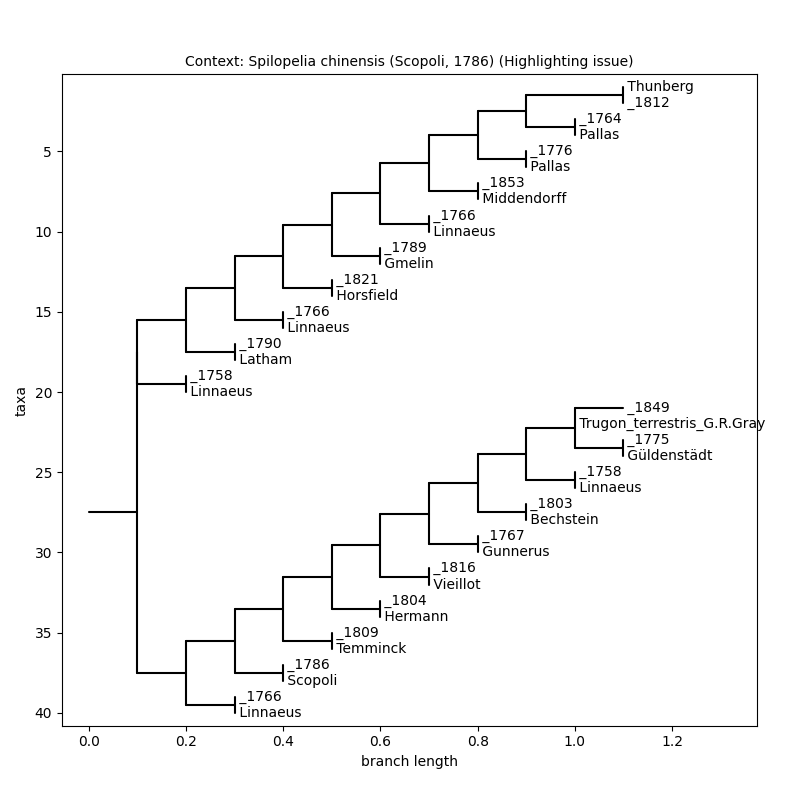 Context: Spilopelia chinensis (Scopoli, 1786) (Highlighting issue)
Thunberg
_1812
_1764
Pallas
_1776
Pallas
_1853
Middendorff
_1766
Linnaeus
_1789
Gmelin
_1821
Horsfield
_1766
Linnaeus
_1790
Latham
_1758
Linnaeus
_1849
Trugon_terrestris_G.R.Gray
_1775
Güldenstädt
_1758
Linnaeus
_1803
Bechstein
_1767
Gunnerus
_1816
Vieillot
_1804
Hermann
_1809
Temminck
_1786
Scopoli
_1766
Linnaeus
5
10
15
20
25
30
35
40
taxa
0.0 0.2 0.4 0.6 0.8 1.0 1.2
branch length